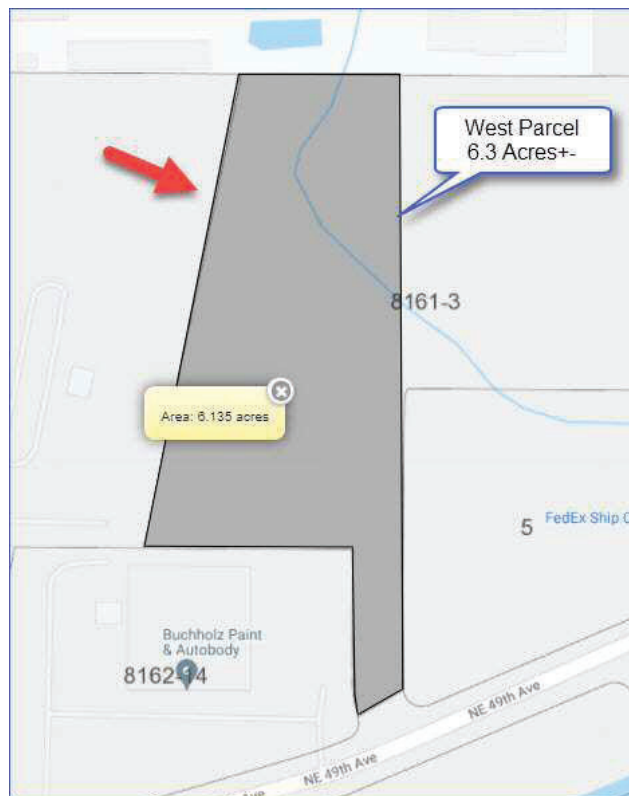 West Parcel
6.3 Acres+-
8161-3
Area: 6.135 acres
5
FedEx Ship C
Buchholz Paint
& Autobody
8162-14
NE 49th Ave
NE 49th Ave
Ave